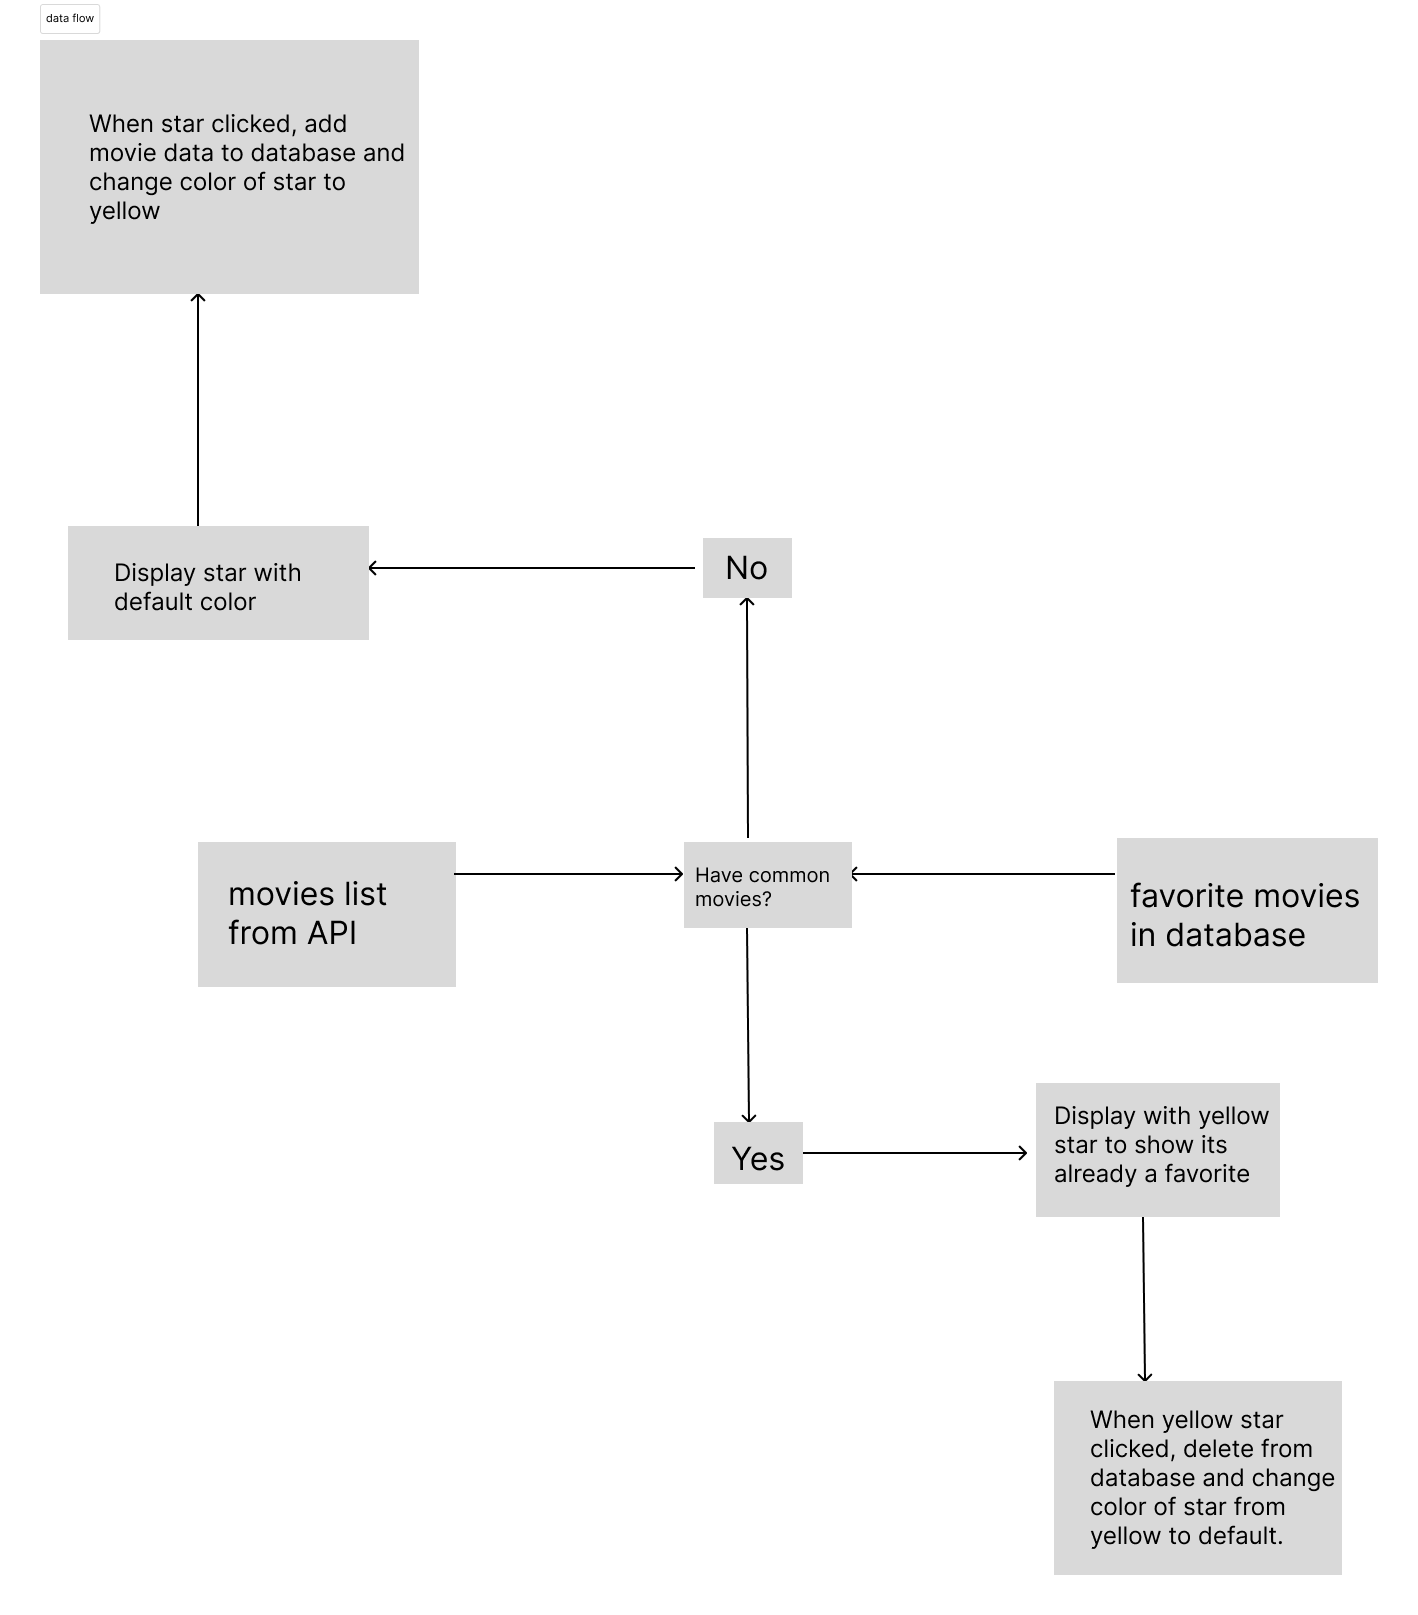 data flow
When star clicked, add
movie data to database and
change color of star to
yellow
Display star with
default color
No
movies list
from API
Have common
movies?
favorite movies
in database
Yes
Display with yellow
star to show its
already a favorite
When yellow star
clicked, delete from
database and change
color of star from
yellow to default.